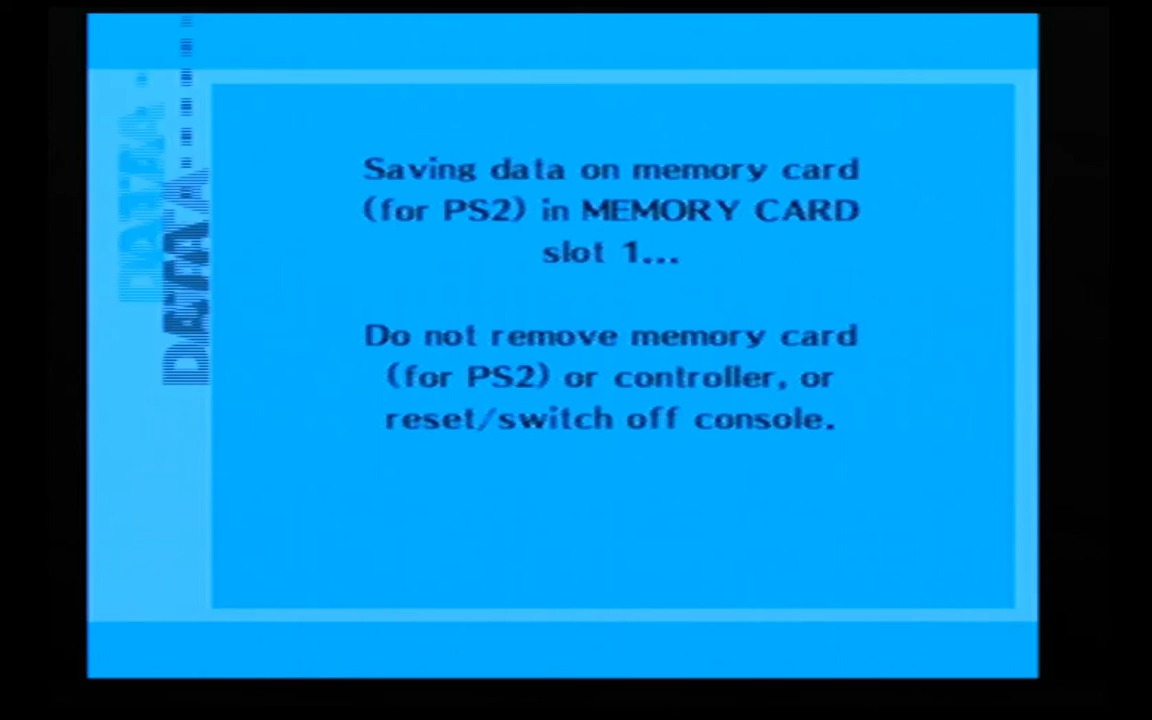 Saving data on memory card
(for PS2) in MEMORY CARD
slot 1...
Do not remove memory card
(for PS2) or controller, or
reset/switch off console.